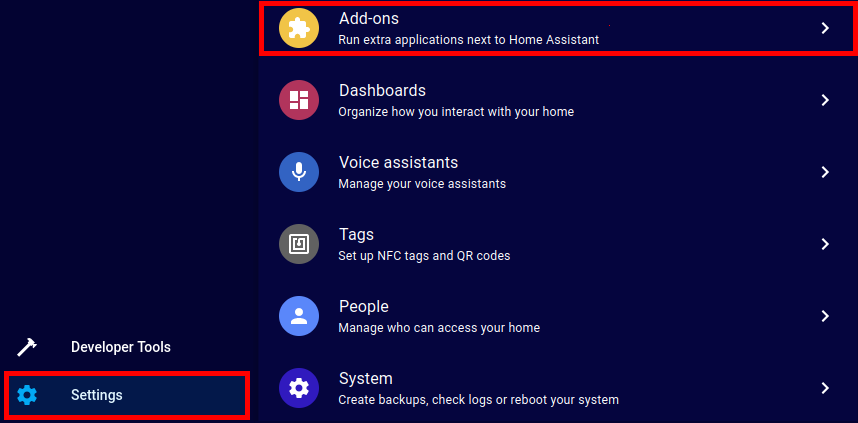 Add-ons
Run extra applications next to Home Assistant
Dashboards
Organize how you interact with your home
Voice assistants
Manage your voice assistants
Tags
Set up NFC tags and QR codes
People
Manage who can access your home
System
Create backups, check logs or reboot your system
Developer Tools
Settings